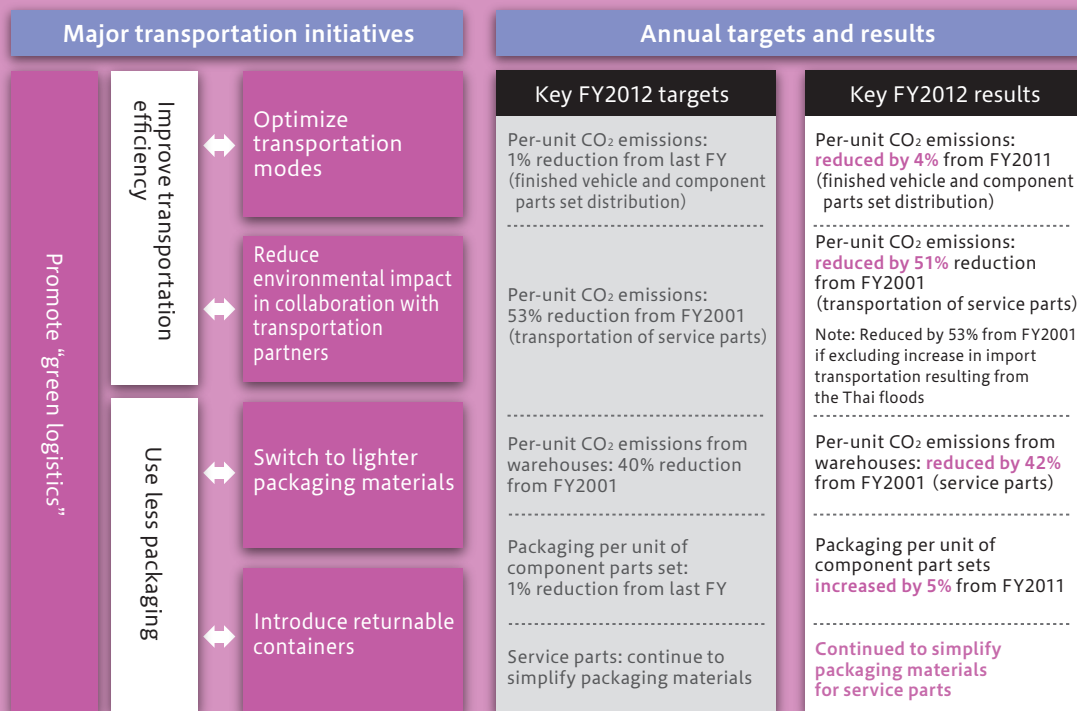 Major transportation initiatives
Promote “green logistics”
Improve transportation
efficiency
Optimize
transportation
modes
Reduce
environmental impact
in collaboration with
transportation
partners
Use less packaging
Switch to lighter
packaging materials
Introduce returnable
containers
Annual targets and results
Key FY2012 targets
Per-unit CO₂ emissions:
1% reduction from last FY
(finished vehicle and component
parts set distribution)
Per-unit CO₂ emissions:
53% reduction from FY2001
(transportation of service parts)
Per-unit CO₂ emissions from
warehouses: 40% reduction
from FY2001
Packaging per unit of
component parts set:
1% reduction from last FY
Service parts: continue to
simplify packaging materials
Key FY2012 results
Per-unit CO₂ emissions:
reduced by 4% from FY2011
(finished vehicle and component
parts set distribution)
Per-unit CO₂ emissions:
reduced by 51% reduction
from FY2001
(transportation of service parts)
Note: Reduced by 53% from FY2001
if excluding increase in import
transportation resulting from
the Thai floods
Per-unit CO₂ emissions from
warehouses: reduced by 42%
from FY2001 (service parts)
Packaging per unit of
component part sets
increased by 5% from FY2011
Continued to simplify
packaging materials
for service parts